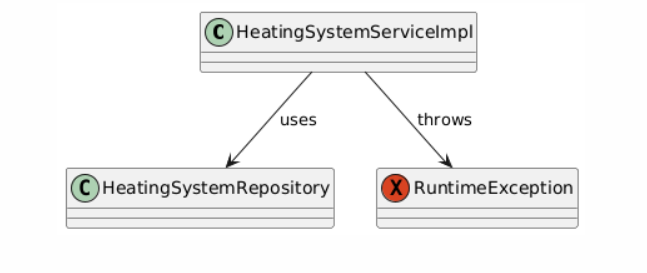 C HeatingSystemServiceImpl
uses
throws
C HeatingSystemRepository
X RuntimeException